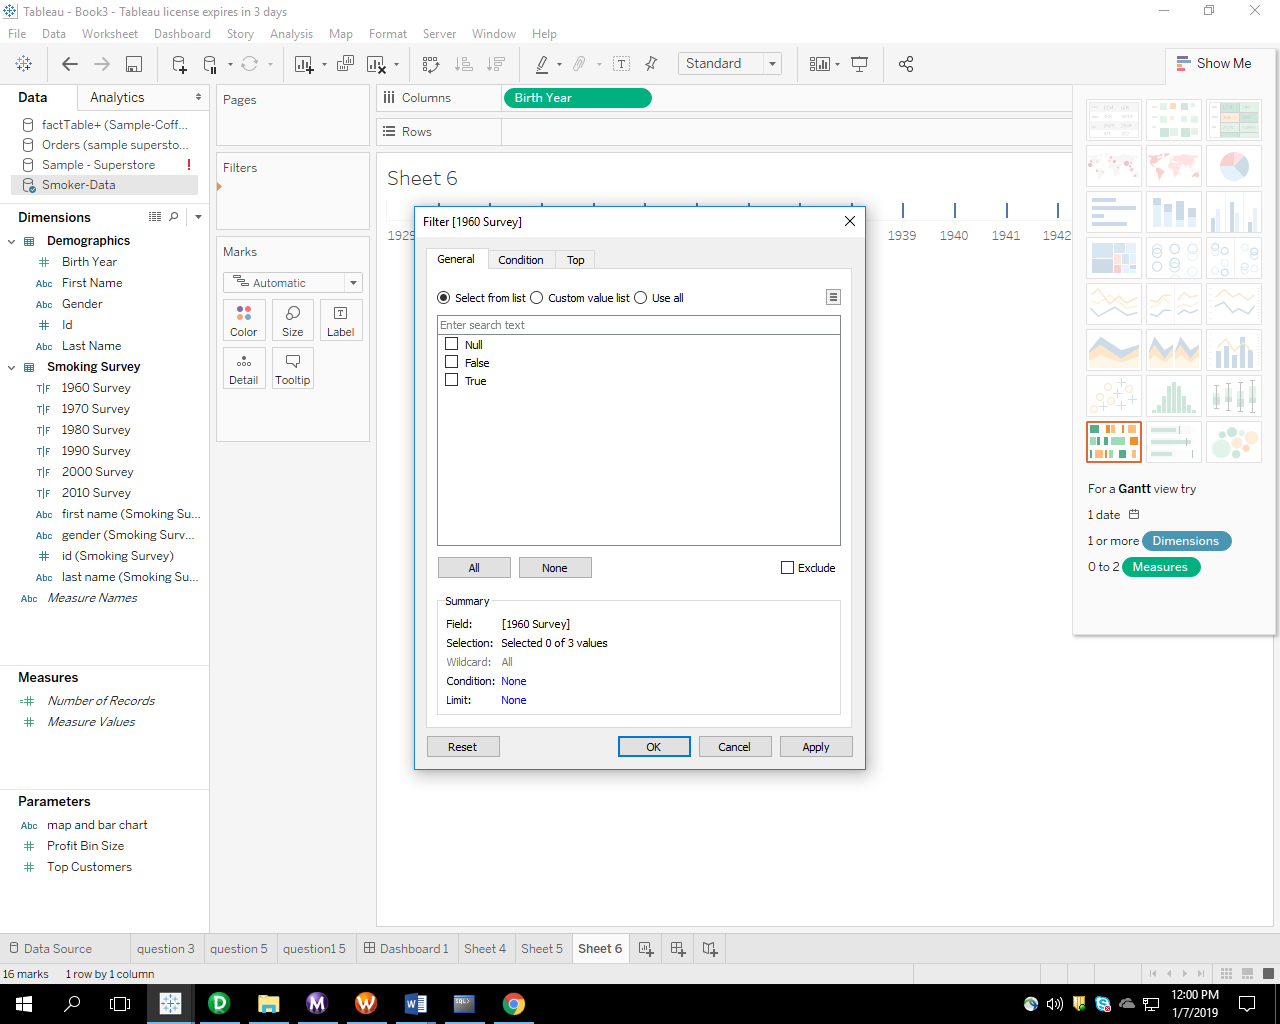 Tableau - Book3 - Tableau license expires in 3 days
File Data Worksheet Dashboard Story Analysis Map Format Server Window Help
Standard
Show Me
Data Analytics
factTable+ (Sample-Coff...
Orders (sample supersto...
Sample - Superstore !
Smoker-Data
Dimensions
Demographics
# Birth Year
Abc First Name
Abc Gender
# Id
Abc Last Name
Smoking Survey
T|F 1960 Survey
T|F 1970 Survey
T|F 1980 Survey
T|F 1990 Survey
T|F 2000 Survey
T|F 2010 Survey
Abc first name (Smoking Su...
Abc gender (Smoking Surv...
# id (Smoking Survey)
Abc last name (Smoking Su...
Abc Measure Names
Measures
=# Number of Records
# Measure Values
Parameters
Abc map and bar chart
# Profit Bin Size
# Top Customers
Pages
Filters
Marks
Automatic
Color Size Label
Detail Tooltip
Columns Birth Year
Rows
Sheet 6
1929 1939 1940 1941 1942
Filter [1960 Survey]
General Condition Top
Select from list Custom value list Use all
Enter search text
Null
False
True
All None Exclude
Summary
Field: [1960 Survey]
Selection: Selected 0 of 3 values
Wildcard: All
Condition: None
Limit: None
Reset OK Cancel Apply
For a Gantt view try
1 date
1 or more Dimensions
0 to 2 Measures
Data Source question 3 question 5 question1 5 Dashboard 1 Sheet 4 Sheet 5 Sheet 6
16 marks 1 row by 1 column
12:00 PM
1/7/2019